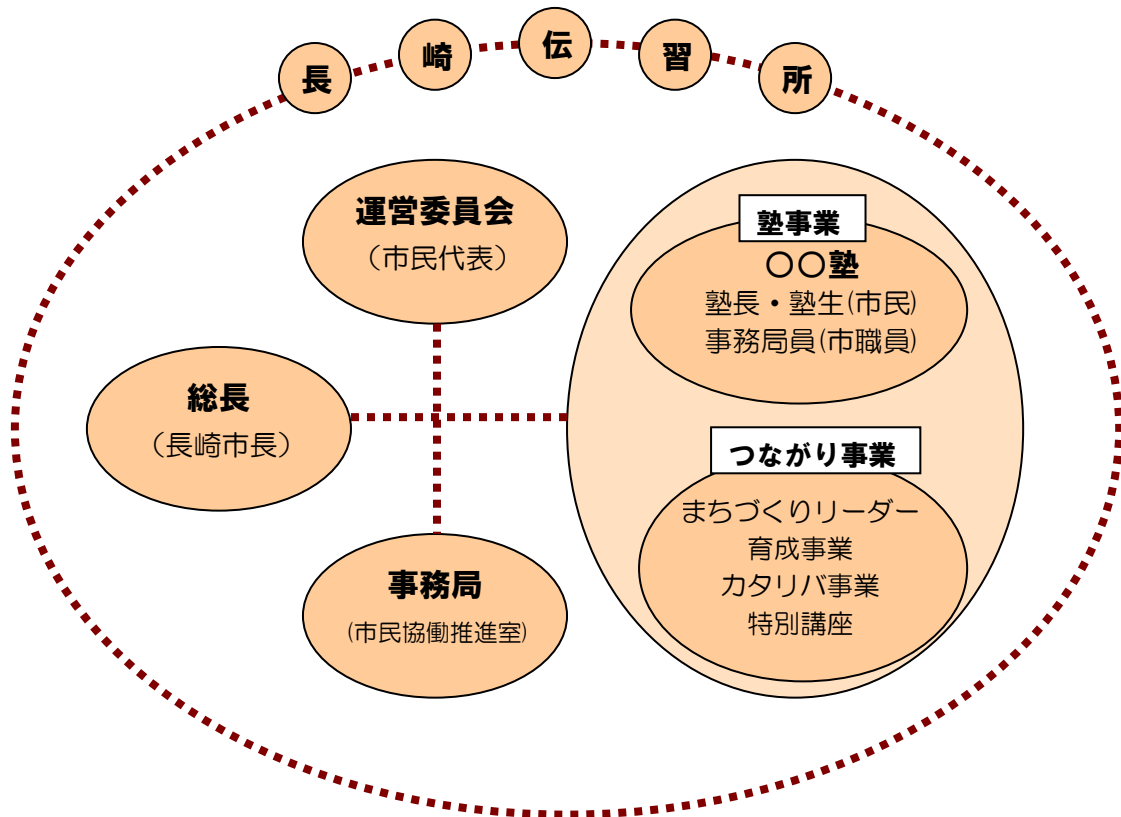 長崎伝習所
運営委員会
（市民代表）
総長
（長崎市長）
事務局
(市民協働推進室)
塾事業
〇〇塾
塾長・塾生(市民)
事務局員(市職員)
つながり事業
まちづくりリーダー
育成事業
カタリバ事業
特別講座